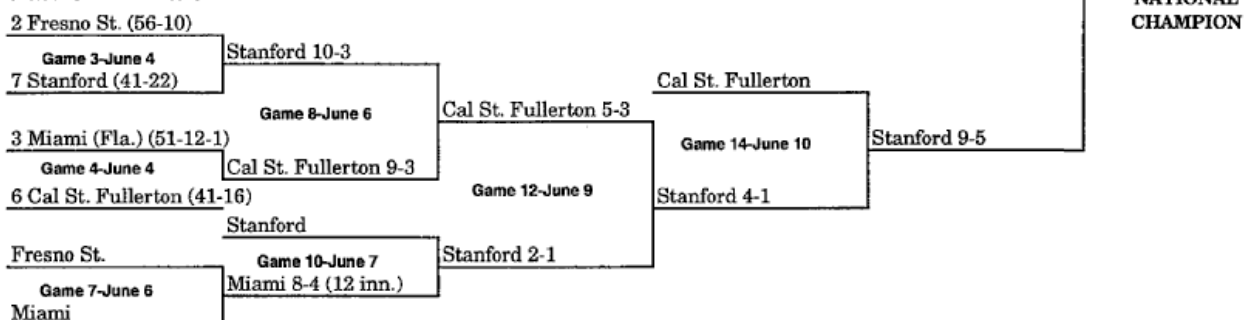 NATIONAL
CHAMPION
2 Fresno St. (56-10)
Game 3-June 4
7 Stanford (41-22)
Stanford 10-3
Game 8-June 6
3 Miami (Fla.) (51-12-1)
Game 4-June 4
6 Cal St. Fullerton (41-16)
Cal St. Fullerton 9-3
Cal St. Fullerton 5-3
Game 12-June 9
Stanford
Game 10-June 7
Miami 8-4 (12 inn.)
Fresno St.
Game 7-June 6
Miami
Stanford 2-1
Cal St. Fullerton
Game 14-June 10
Stanford 4-1
Stanford 9-5